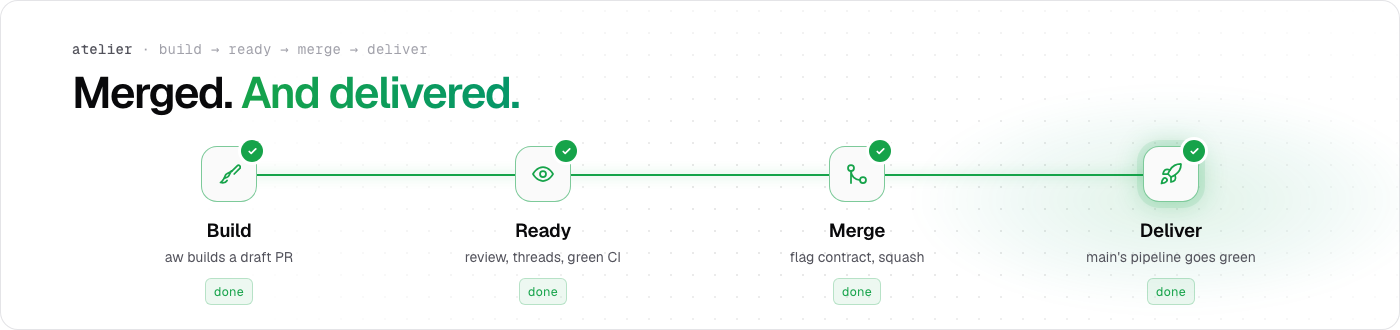 atelier · build → ready → merge → deliver
Merged. And delivered.
Build
aw builds a draft PR
done
Ready
review, threads, green CI
done
Merge
flag contract, squash
done
Deliver
main's pipeline goes green
done